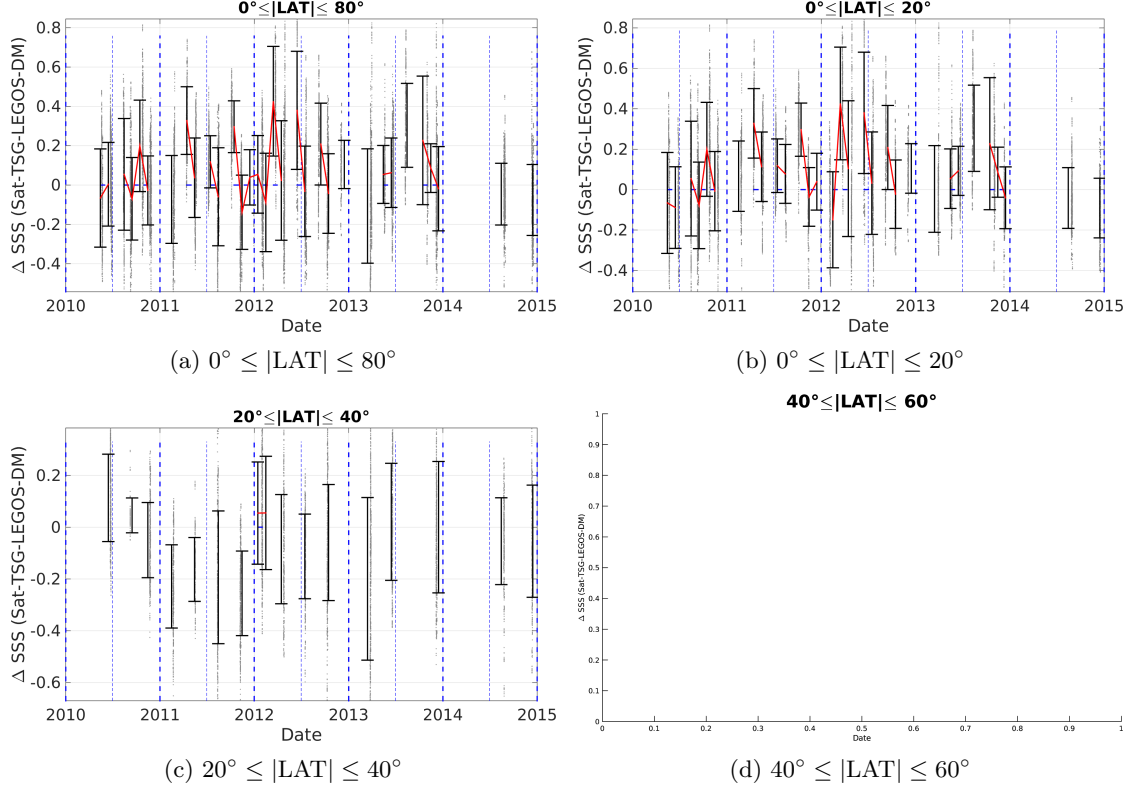 0°≤|LAT|≤ 80°
Δ SSS (Sat-TSG-LEGOS-DM)
0.8
0.6
0.4
0.2
0
-0.2
-0.4
2010 2011 2012 2013 2014 2015
Date
(a) 0° ≤ |LAT| ≤ 80°
0°≤|LAT|≤ 20°
Δ SSS (Sat-TSG-LEGOS-DM)
0.8
0.6
0.4
0.2
0
-0.2
-0.4
2010 2011 2012 2013 2014 2015
Date
(b) 0° ≤ |LAT| ≤ 20°
20°≤|LAT|≤ 40°
Δ SSS (Sat-TSG-LEGOS-DM)
0.2
0
-0.2
-0.4
-0.6
2010 2011 2012 2013 2014 2015
Date
(c) 20° ≤ |LAT| ≤ 40°
40°≤|LAT|≤ 60°
Δ SSS (Sat-TSG-LEGOS-DM)
1
0.9
0.8
0.7
0.6
0.5
0.4
0.3
0.2
0.1
0
0 0.1 0.2 0.3 0.4 0.5 0.6 0.7 0.8 0.9 1
Date
(d) 40° ≤ |LAT| ≤ 60°